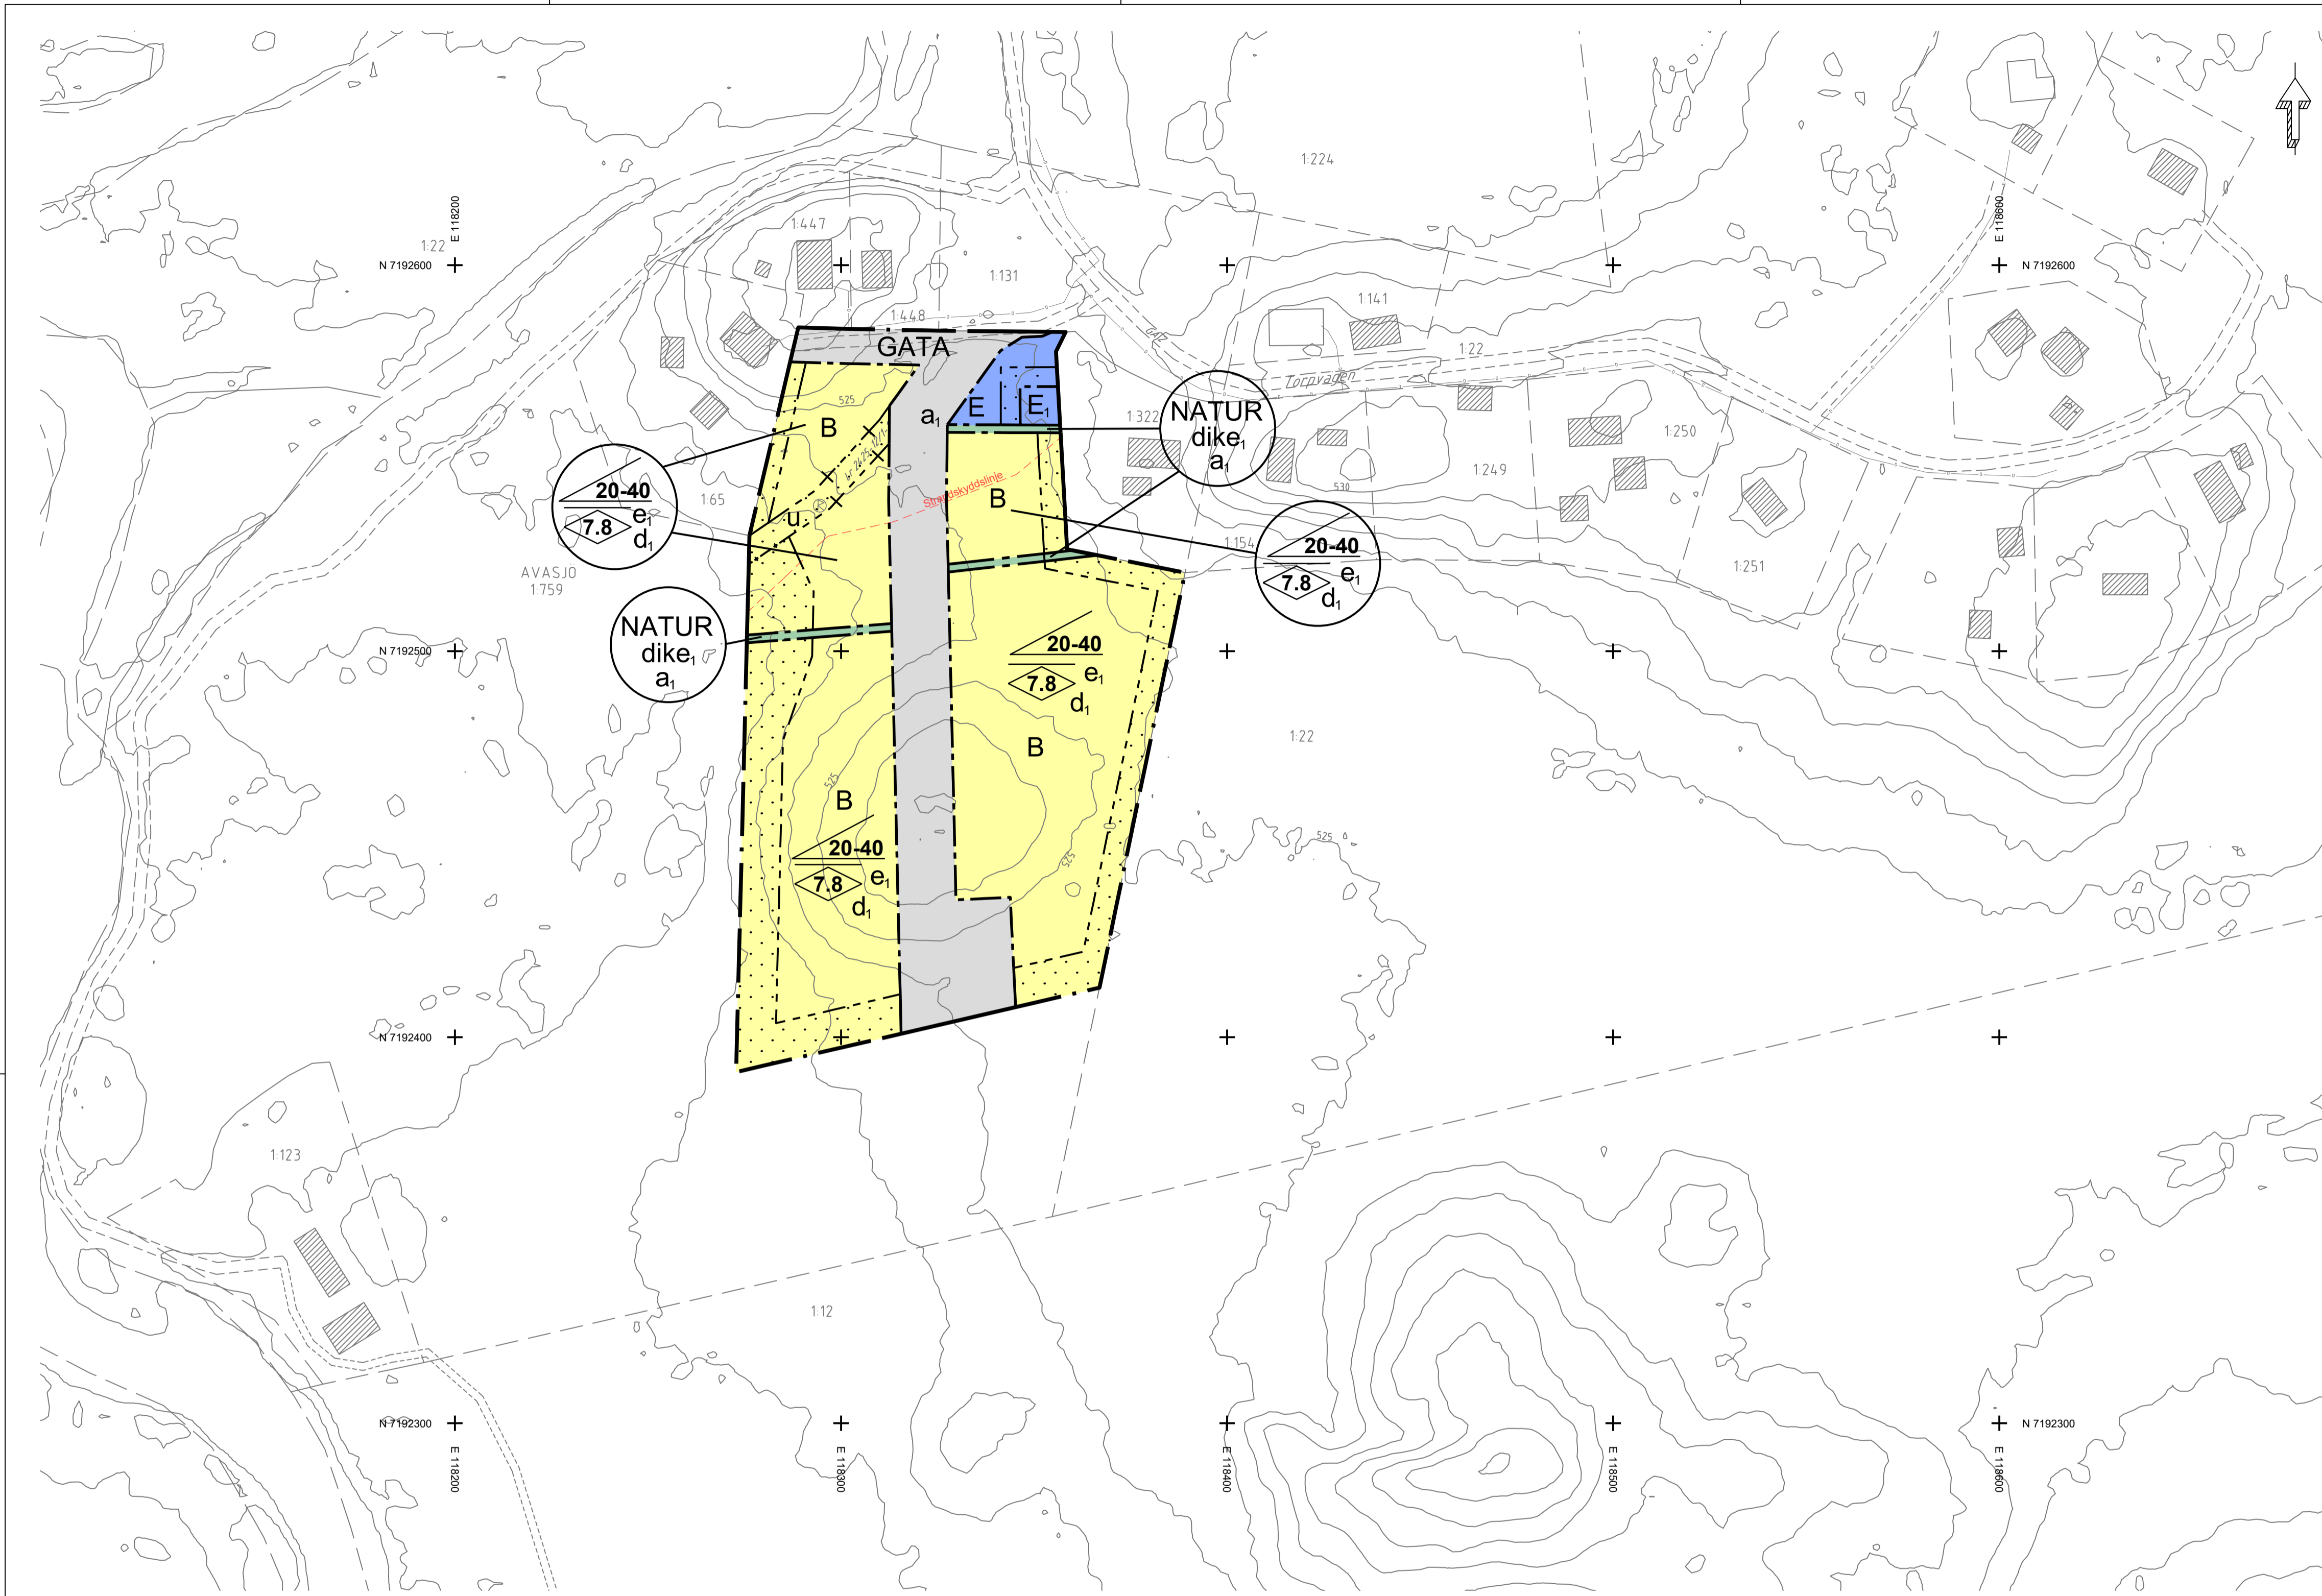 1:224
E 118200
E 118600
1:447
1:22
N 7192600
N 7192600
1:131
1:141
1:448
GATA
GATA
1:22
Torpvägen
525
B
a1
E
E1
1:322
NATUR
dike1
a1
1:250
1:249
Strandskyddslinje
530
20-40
e1
7.8
d1
1:65
u
B
1:154
20-40
e1
7.8
d1
1:251
AVASJÖ
1:759
NATUR
dike1
a1
N 7192500
20-40
e1
7.8
d1
1:22
B
525
B
20-40
e1
7.8
d1
525
525
N 7192400
1:123
1:12
N 7192300
N 7192300
E 118200
E 118300
E 118400
E 118500
E 118600